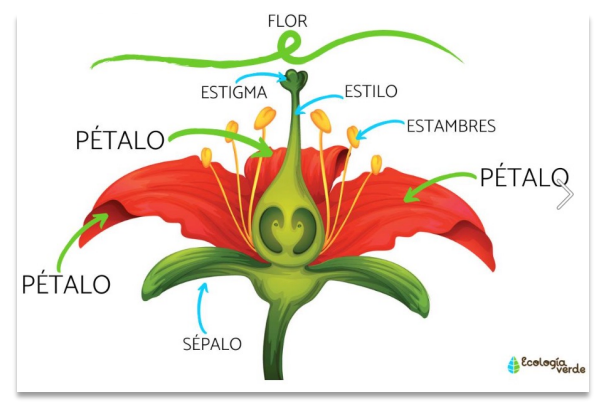 FLOR
ESTIGMA
ESTILO
ESTAMBRES
PÉTALO
PÉTALO
PÉTALO
SÉPALO
Ecología
verde